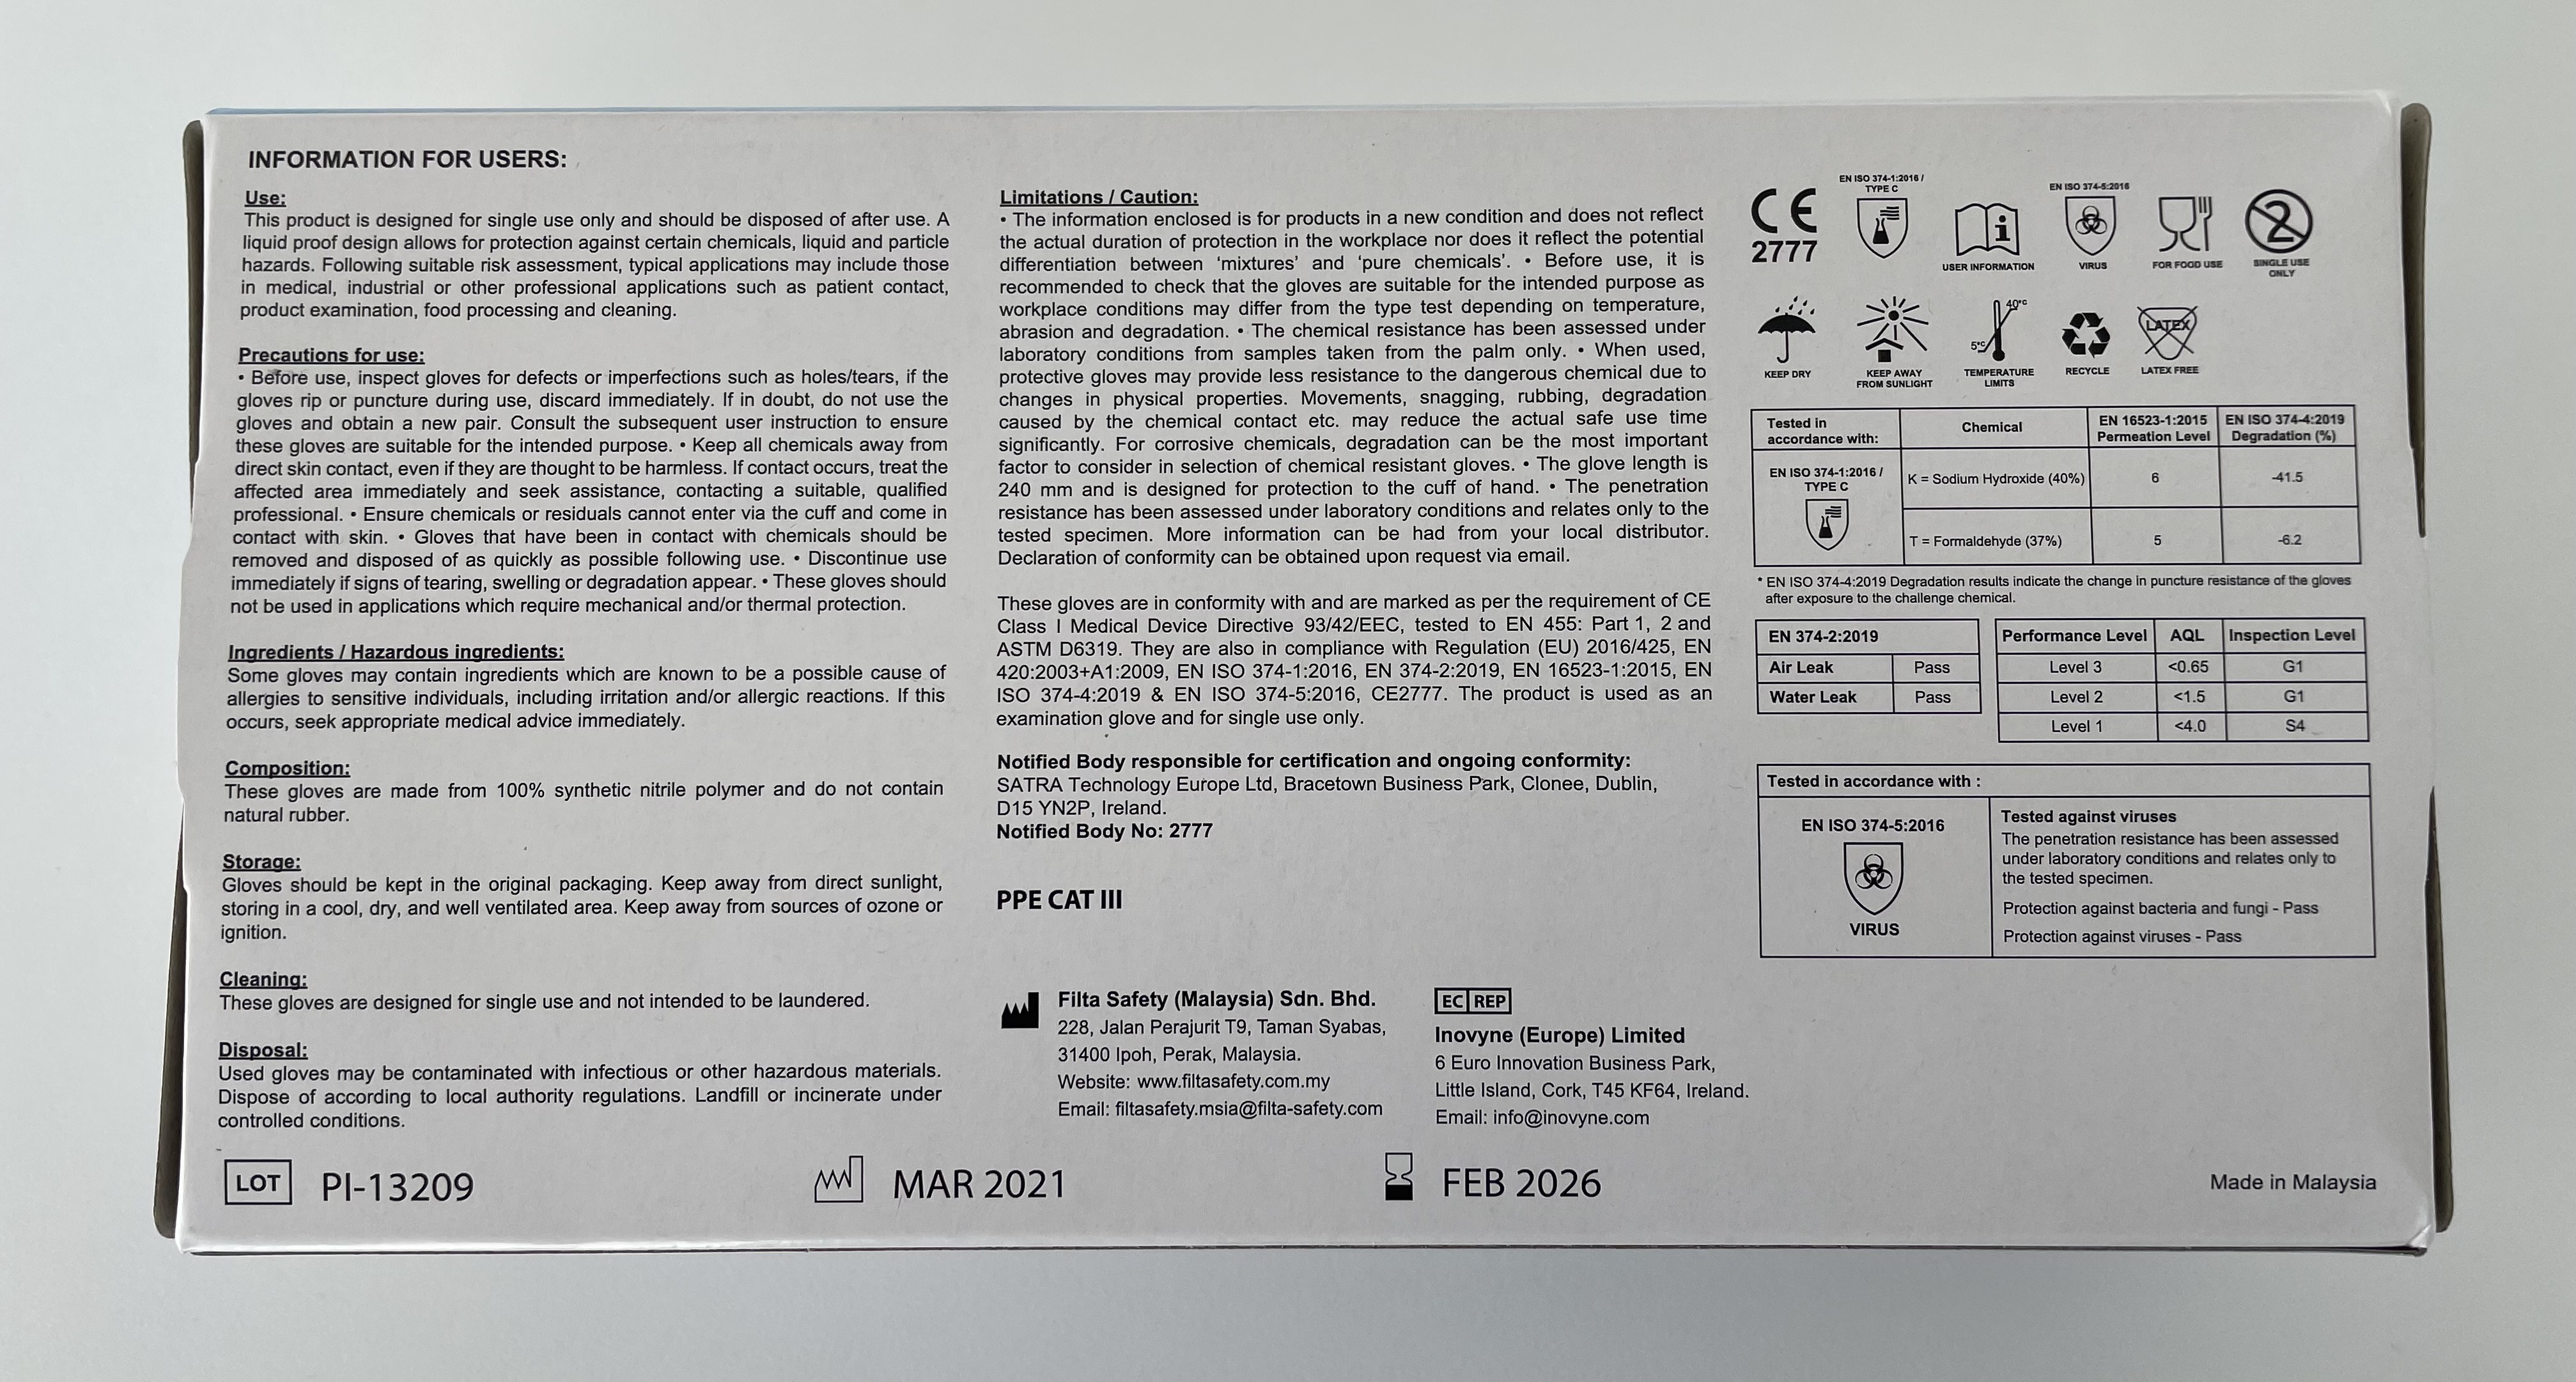 INFORMATION FOR USERS:
Use:
This product is designed for single use only and should be disposed of after use. A
liquid proof design allows for protection against certain chemicals, liquid and particle
hazards. Following suitable risk assessment, typical applications may include those
in medical, industrial or other professional applications such as patient contact,
product examination, food processing and cleaning.
Precautions for use:
• Before use, inspect gloves for defects or imperfections such as holes/tears, if the
gloves rip or puncture during use, discard immediately. If in doubt, do not use the
gloves and obtain a new pair. Consult the subsequent user instruction to ensure
these gloves are suitable for the intended purpose. • Keep all chemicals away from
direct skin contact, even if they are thought to be harmless. If contact occurs, treat the
affected area immediately and seek assistance, contacting a suitable, qualified
professional. • Ensure chemicals or residuals cannot enter via the cuff and come in
contact with skin. • Gloves that have been in contact with chemicals should be
removed and disposed of as quickly as possible following use. • Discontinue use
immediately if signs of tearing, swelling or degradation appear. • These gloves should
not be used in applications which require mechanical and/or thermal protection.
Ingredients / Hazardous ingredients:
Some gloves may contain ingredients which are known to be a possible cause of
allergies to sensitive individuals, including irritation and/or allergic reactions. If this
occurs, seek appropriate medical advice immediately.
Composition:
These gloves are made from 100% synthetic nitrile polymer and do not contain
natural rubber.
Storage:
Gloves should be kept in the original packaging. Keep away from direct sunlight,
storing in a cool, dry, and well ventilated area. Keep away from sources of ozone or
ignition.
Cleaning:
These gloves are designed for single use and not intended to be laundered.
Disposal:
Used gloves may be contaminated with infectious or other hazardous materials.
Dispose of according to local authority regulations. Landfill or incinerate under
controlled conditions.
Limitations / Caution:
• The information enclosed is for products in a new condition and does not reflect
the actual duration of protection in the workplace nor does it reflect the potential
differentiation between 'mixtures' and 'pure chemicals'. • Before use, it is
recommended to check that the gloves are suitable for the intended purpose as
workplace conditions may differ from the type test depending on temperature,
abrasion and degradation. • The chemical resistance has been assessed under
laboratory conditions from samples taken from the palm only. • When used,
protective gloves may provide less resistance to the dangerous chemical due to
changes in physical properties. Movements, snagging, rubbing, degradation
caused by the chemical contact etc. may reduce the actual safe use time
significantly. For corrosive chemicals, degradation can be the most important
factor to consider in selection of chemical resistant gloves. • The glove length is
240 mm and is designed for protection to the cuff of hand. • The penetration
resistance has been assessed under laboratory conditions and relates only to the
tested specimen. More information can be had from your local distributor.
Declaration of conformity can be obtained upon request via email.
These gloves are in conformity with and are marked as per the requirement of CE
Class I Medical Device Directive 93/42/EEC, tested to EN 455: Part 1, 2 and
ASTM D6319. They are also in compliance with Regulation (EU) 2016/425, EN
420:2003+A1:2009, EN ISO 374-1:2016, EN 374-2:2019, EN 16523-1:2015, EN
ISO 374-4:2019 & EN ISO 374-5:2016, CE2777. The product is used as an
examination glove and for single use only.
Notified Body responsible for certification and ongoing conformity:
SATRA Technology Europe Ltd, Bracetown Business Park, Clonee, Dublin,
D15 YN2P, Ireland.
Notified Body No: 2777
PPE CAT III
Filta Safety (Malaysia) Sdn. Bhd.
228, Jalan Perajurit T9, Taman Syabas,
31400 Ipoh, Perak, Malaysia.
Website: www.filtasafety.com.my
Email: filtasafety.msia@filta-safety.com
EC REP
Inovyne (Europe) Limited
6 Euro Innovation Business Park,
Little Island, Cork, T45 KF64, Ireland.
Email: info@inovyne.com
CE
2777
EN ISO 374-1:2016 /
TYPE C
i
USER INFORMATION
EN ISO 374-5:2016
VIRUS
FOR FOOD USE
2
SINGLE USE
ONLY
KEEP DRY
KEEP AWAY
FROM SUNLIGHT
40°C
5°C
TEMPERATURE
LIMITS
RECYCLE
LATEX
LATEX FREE
Tested in
accordance with:
Chemical
EN 16523-1:2015
Permeation Level
EN ISO 374-4:2019
Degradation (%)
EN ISO 374-1:2016 /
TYPE C
K = Sodium Hydroxide (40%) 6 -41.5
T = Formaldehyde (37%) 5 -6.2
* EN ISO 374-4:2019 Degradation results indicate the change in puncture resistance of the gloves
after exposure to the challenge chemical.
EN 374-2:2019
Air Leak Pass
Water Leak Pass
Performance Level AQL Inspection Level
Level 3 <0.65 G1
Level 2 <1.5 G1
Level 1 <4.0 S4
Tested in accordance with :
EN ISO 374-5:2016
VIRUS
Tested against viruses
The penetration resistance has been assessed
under laboratory conditions and relates only to
the tested specimen.
Protection against bacteria and fungi - Pass
Protection against viruses - Pass
LOT PI-13209
MAR 2021
FEB 2026
Made in Malaysia